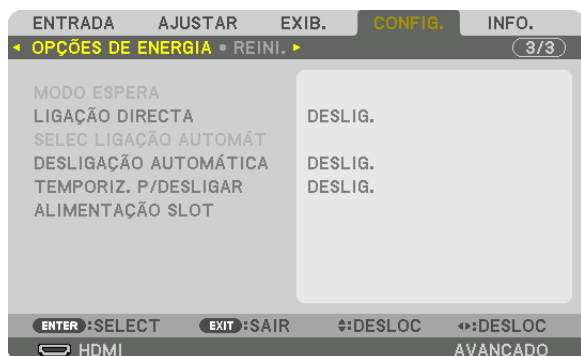 ENTRADA AJUSTAR EXIB. CONFIG. INFO.
OPÇÕES DE ENERGIA • REINI. 3/3
MODO ESPERA
LIGAÇÃO DIRECTA DESLIG.
SELEC LIGAÇÃO AUTOMÁT
DESLIGAÇÃO AUTOMÁTICA DESLIG.
TEMPORIZ. P/DESLIGAR DESLIG.
ALIMENTAÇÃO SLOT
ENTER :SELECT EXIT :SAIR :DESLOC :DESLOC
HDMI AVANÇADO